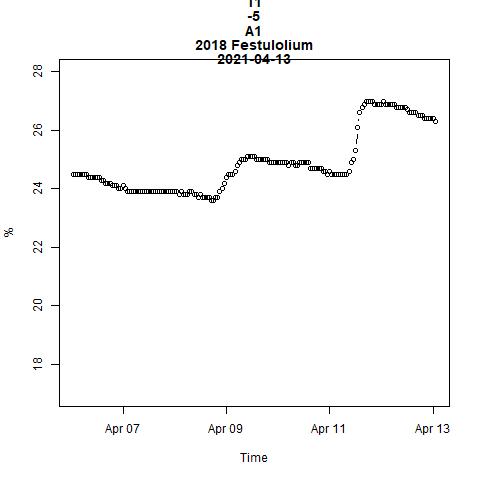 T1
-5
A1
2018 Festulolium
2021-04-13
28
26
24
22
20
18
%
Apr 07
Apr 09
Apr 11
Apr 13
Time